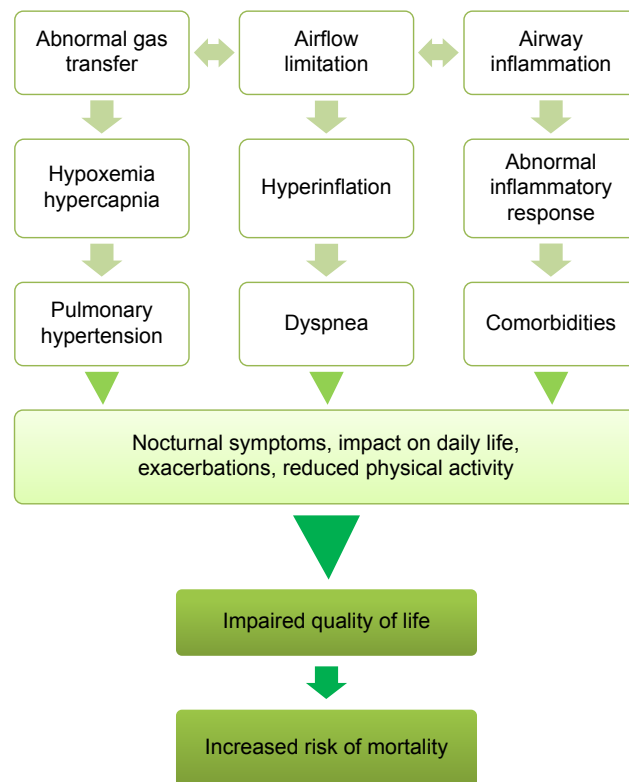 Abnormal gas
transfer
Airflow
limitation
Airway
inflammation
Hypoxemia
hypercapnia
Hyperinflation
Abnormal
inflammatory
response
Pulmonary
hypertension
Dyspnea
Comorbidities
Nocturnal symptoms, impact on daily life,
exacerbations, reduced physical activity
Impaired quality of life
Increased risk of mortality